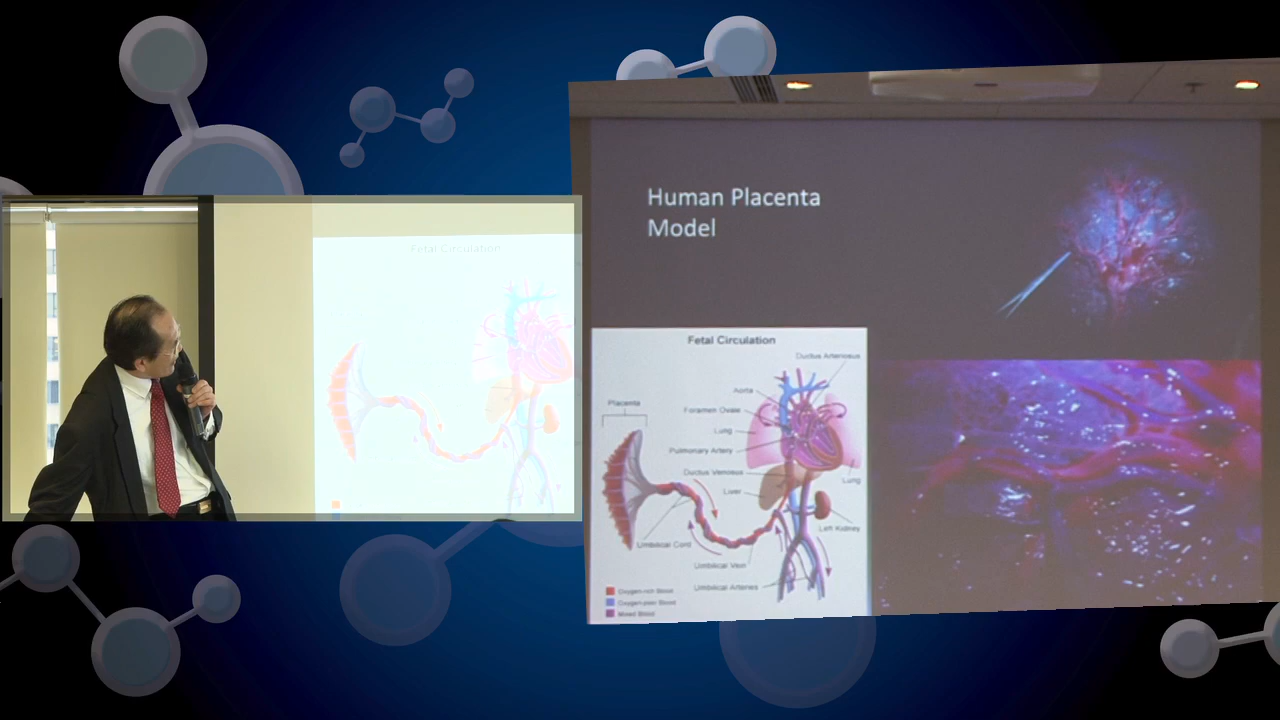 Fetal Circulation
Human Placenta
Model
Fetal Circulation
Ductus Arteriosus
Aorta
Placenta
Foramen Ovale
Lung
Pulmonary Artery
Ductus Venosus
Lung
Liver
Left Kidney
Umbilical Cord
Umbilical Vein
Umbilical Arteries
Oxygen-rich Blood
Oxygen-poor Blood
Mixed Blood